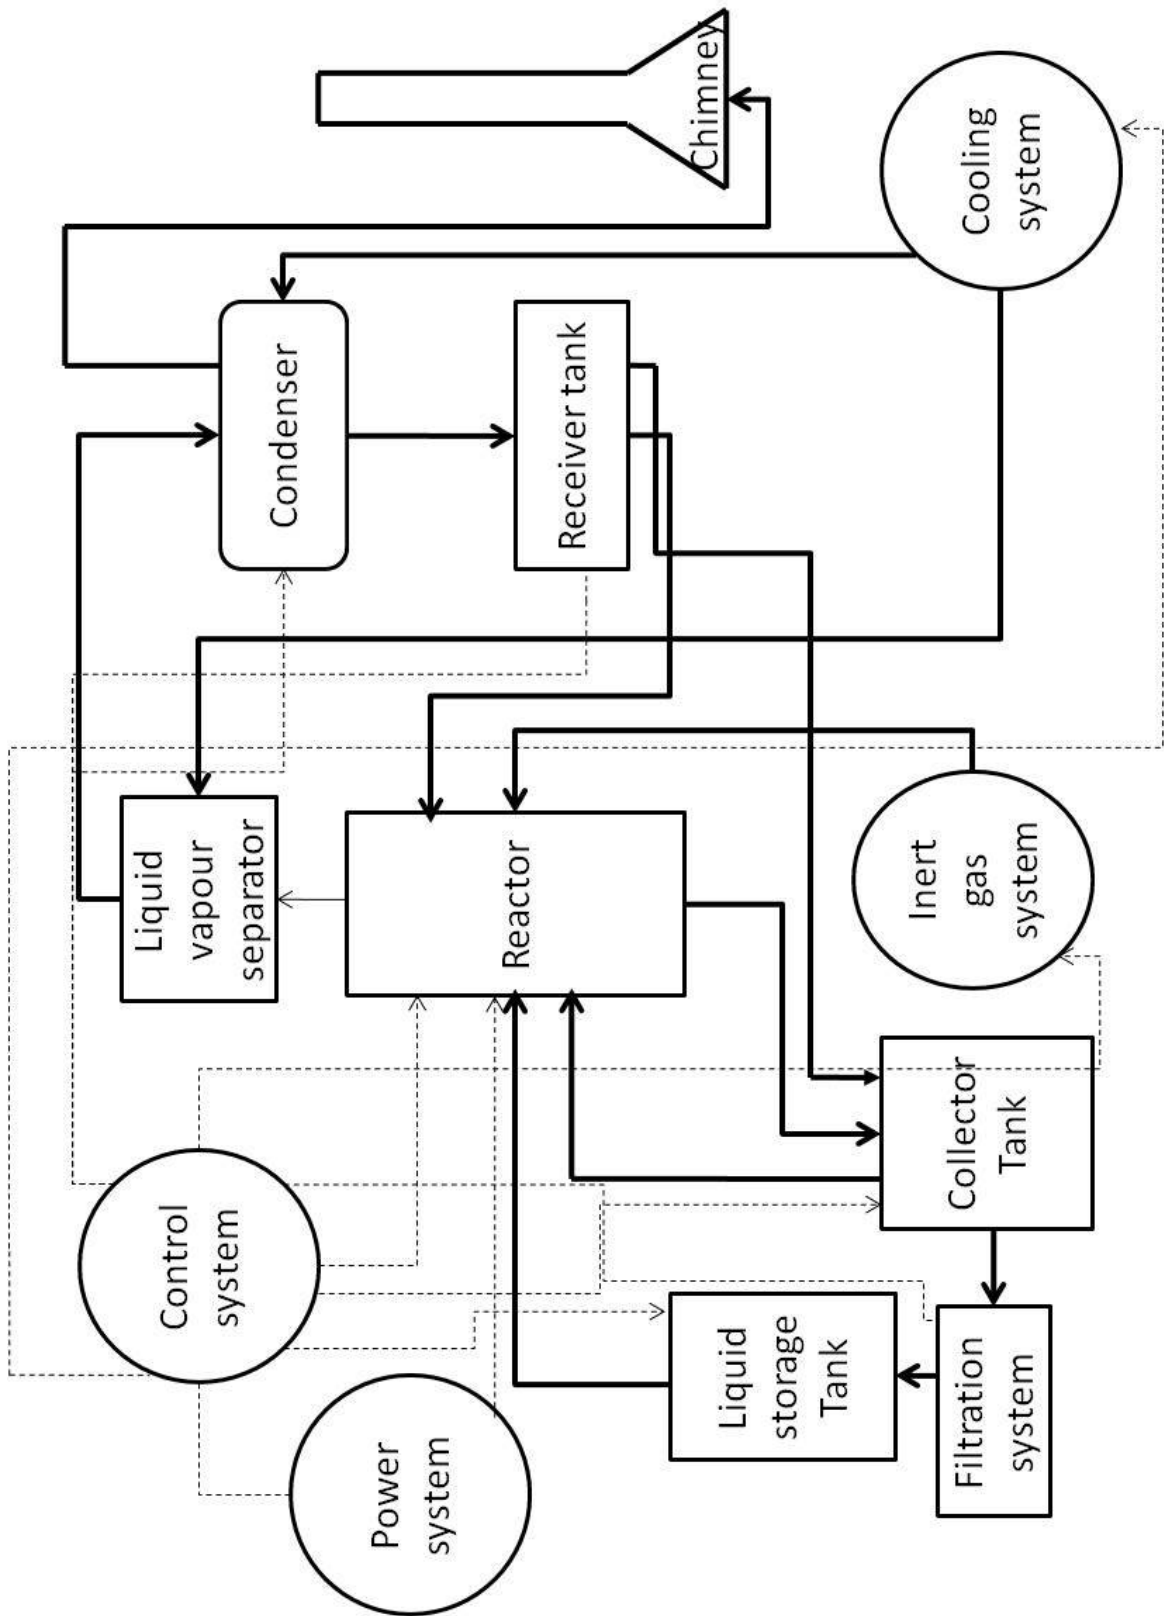 Power
system
Control
system
Liquid
vapour
separator
Condenser
Chimney
Reactor
Receiver tank
Liquid
storage
Tank
Filtration
system
Collector
Tank
Inert
gas
system
Cooling
system